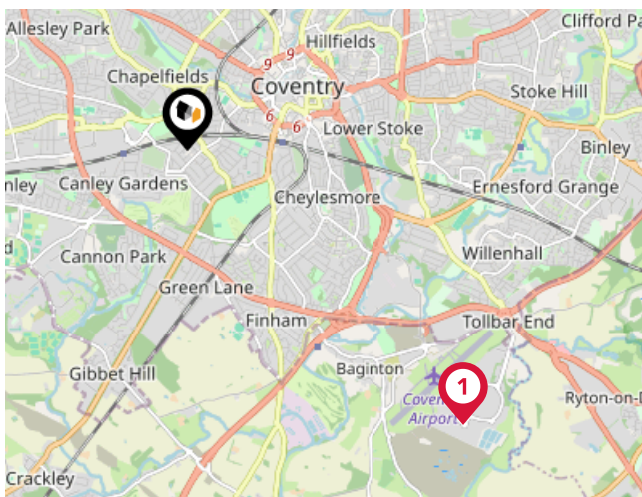 Allesley Park
Clifford Pa
Hillfields
9
9
Chapelfields
Coventry
Stoke Hill
6
6
Lower Stoke
Binley
nley
Canley Gardens
Ernesford Grange
Cheylesmore
d
Cannon Park
Willenhall
Green Lane
Finham
Tollbar End
Gibbet Hill
Baginton
1
Coven
Airport
Ryton-on-D
Crackley